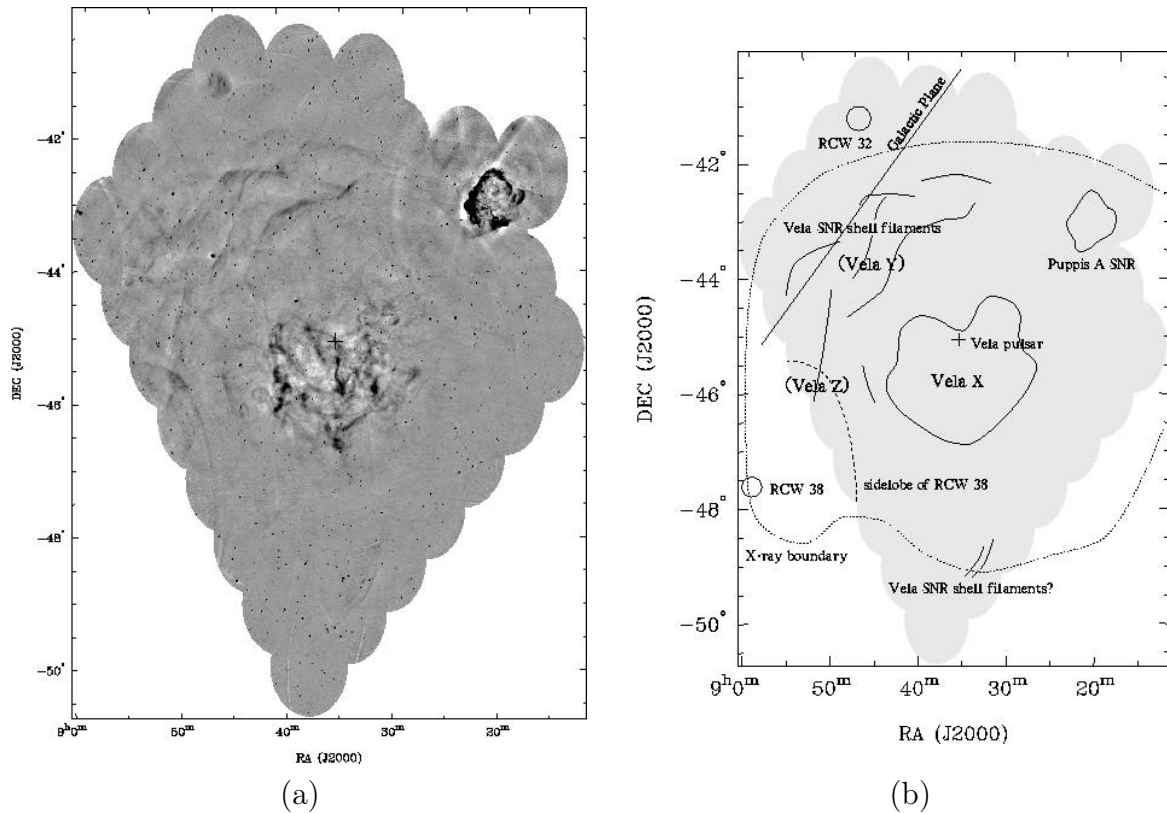 −42°
−44°
−46°
−48°
−50°
DEC (J2000)
9ʰ0ᵐ
50ᵐ
40ᵐ
30ᵐ
20ᵐ
RA (J2000)
(a)
Galactic Plane
RCW 32
Vela SNR shell filaments
(Vela Y)
Puppis A SNR
Vela pulsar
(Vela Z)
Vela X
RCW 38
sidelobe of RCW 38
X-ray boundary
Vela SNR shell filaments?
−42°
−44°
−46°
−48°
−50°
DEC (J2000)
9ʰ0ᵐ
50ᵐ
40ᵐ
30ᵐ
20ᵐ
RA (J2000)
(b)